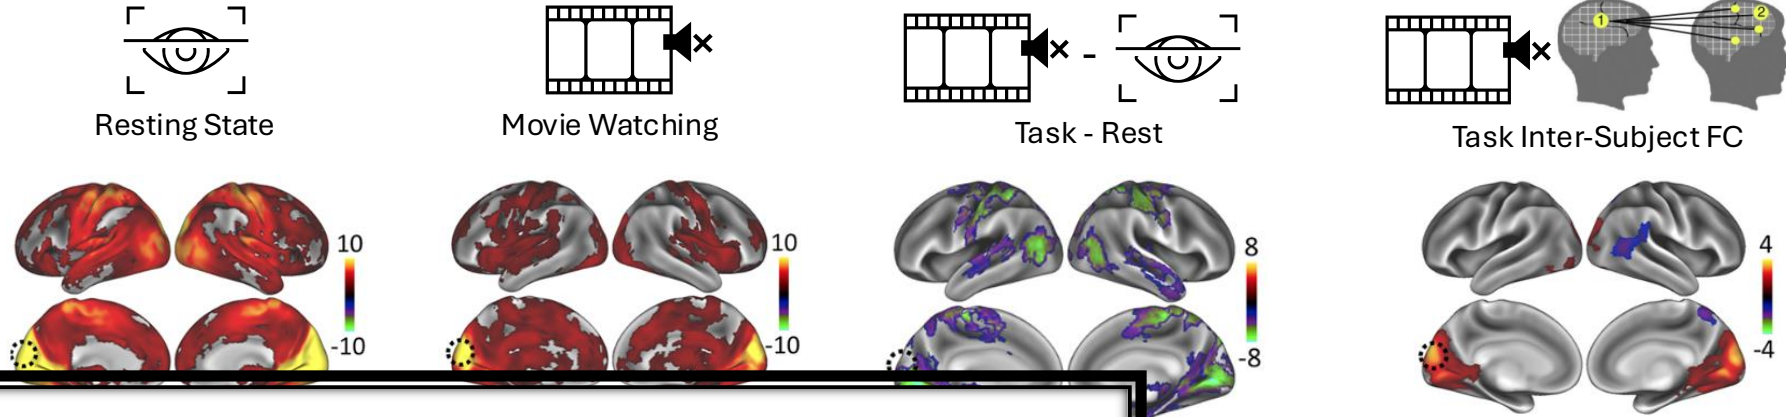 -
1
2
Resting State
Movie Watching
Task - Rest
Task Inter-Subject FC
10
-10
10
-10
8
-8
4
-4